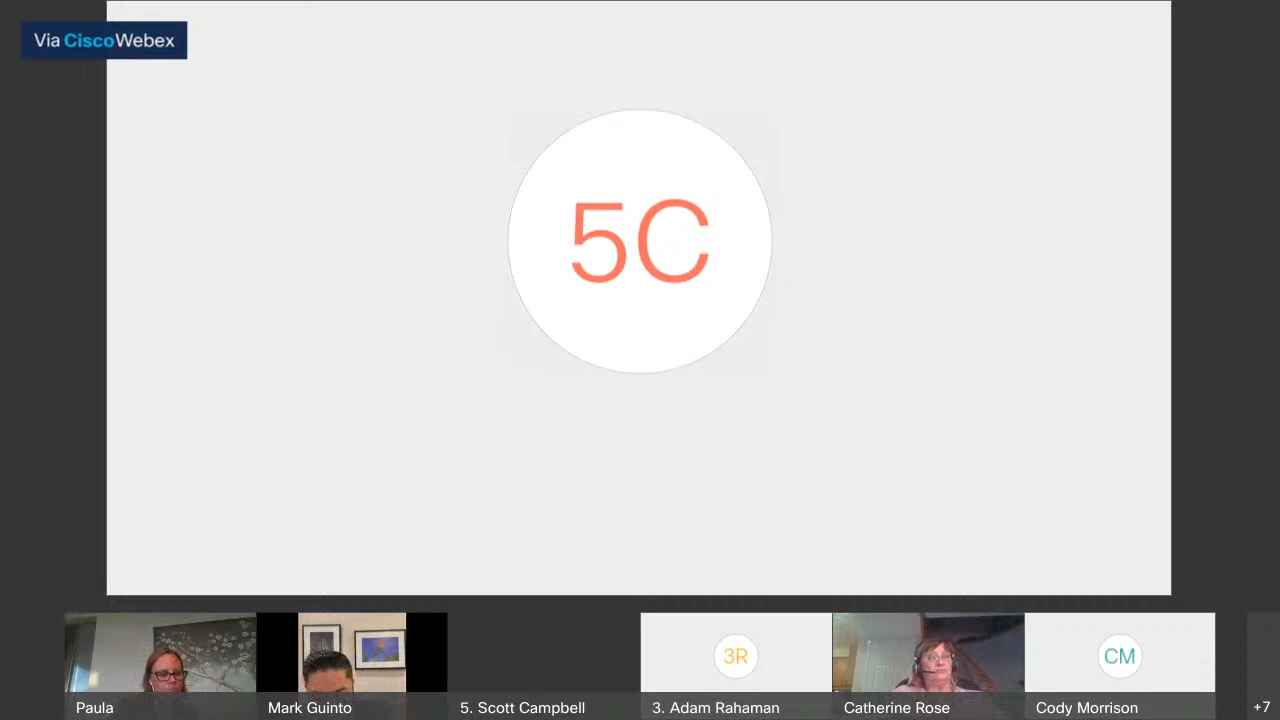 Via CiscoWebex
5C
3R
CM
Paula
Mark Guinto
5. Scott Campbell
3. Adam Rahaman
Catherine Rose
Cody Morrison
+7